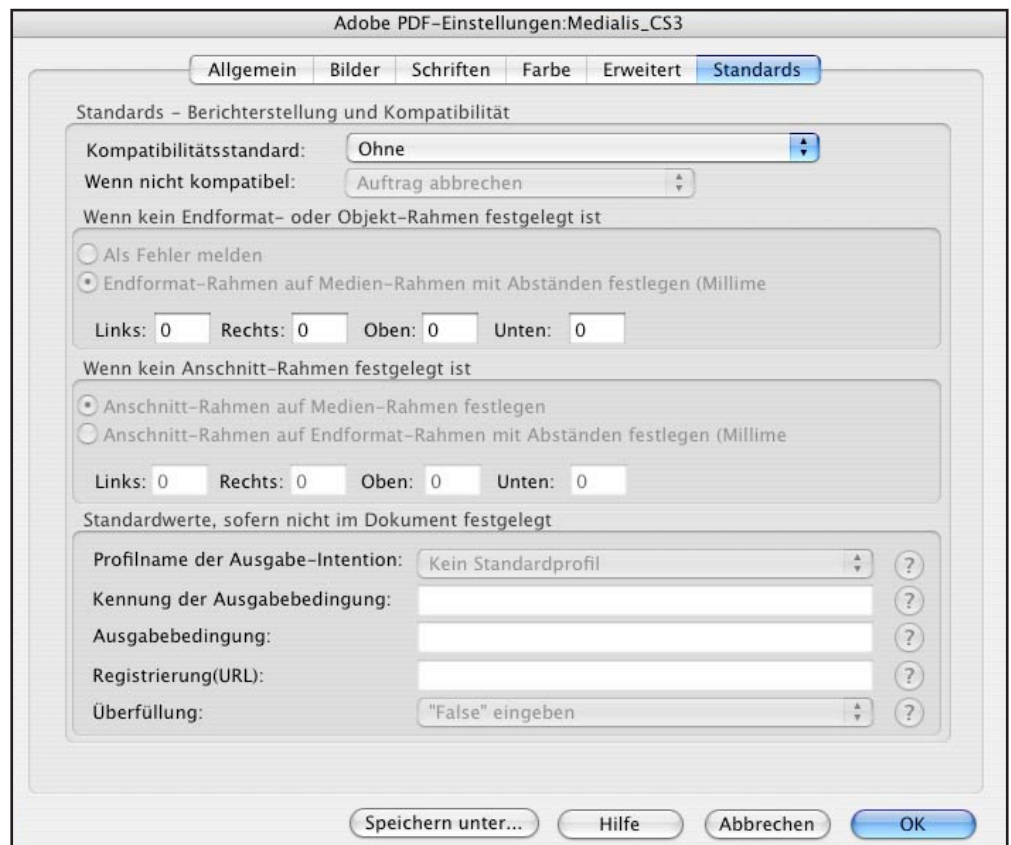 Adobe PDF-Einstellungen:Medialis_CS3
Allgemein Bilder Schriften Farbe Erweitert Standards
Standards – Berichterstellung und Kompatibilität
Kompatibilitätsstandard: Ohne
Wenn nicht kompatibel: Auftrag abbrechen
Wenn kein Endformat- oder Objekt-Rahmen festgelegt ist
Als Fehler melden
Endformat-Rahmen auf Medien-Rahmen mit Abständen festlegen (Millime
Links: 0 Rechts: 0 Oben: 0 Unten: 0
Wenn kein Anschnitt-Rahmen festgelegt ist
Anschnitt-Rahmen auf Medien-Rahmen festlegen
Anschnitt-Rahmen auf Endformat-Rahmen mit Abständen festlegen (Millime
Links: 0 Rechts: 0 Oben: 0 Unten: 0
Standardwerte, sofern nicht im Dokument festgelegt
Profilname der Ausgabe-Intention: Kein Standardprofil ?
Kennung der Ausgabebedingung: ?
Ausgabebedingung: ?
Registrierung(URL): ?
Überfüllung: "False" eingeben ?
Speichern unter... Hilfe Abbrechen OK